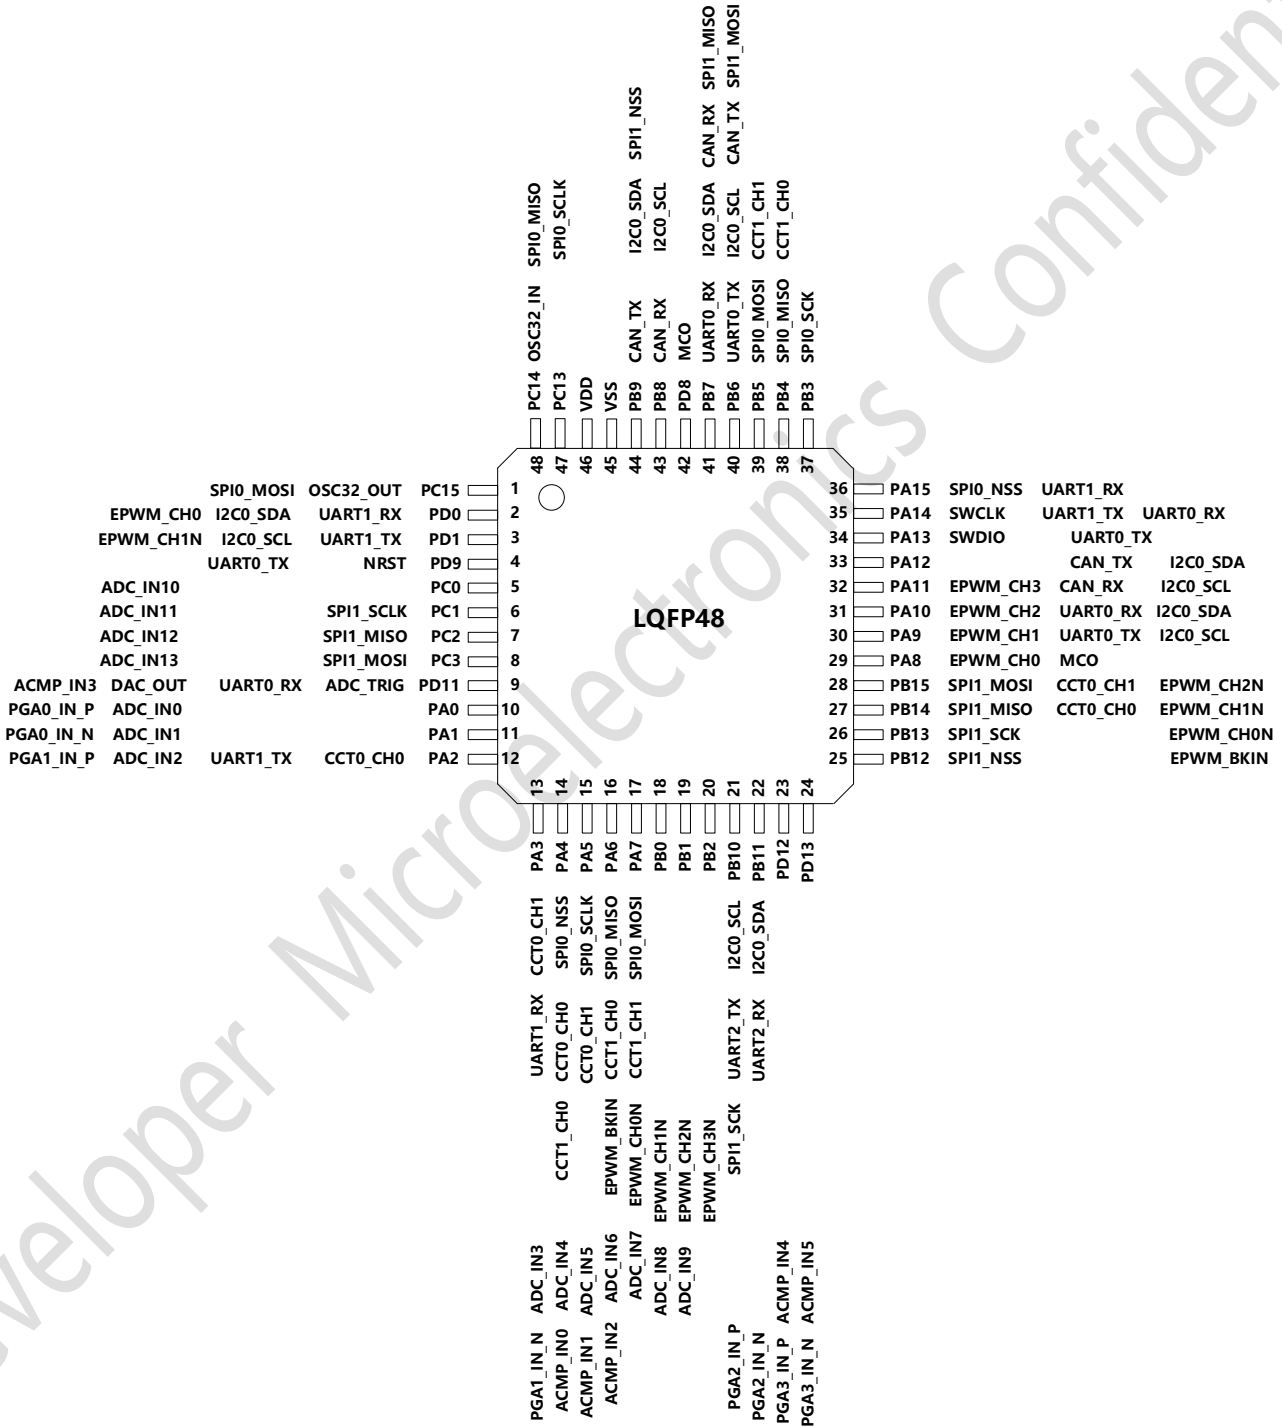 SPI0_MISO SPI0_SCLK SPI1_NSS CAN_RX SPI1_MISO CAN_TX SPI1_MOSI
I2C0_SDA I2C0_SCL I2C0_SDA I2C0_SCL CCT1_CH1 CCT1_CH0
OSC32_IN CAN_TX CAN_RX MCO UART0_RX UART0_TX SPI0_MOSI SPI0_MISO SPI0_SCK
PC14 PC13 VDD VSS PB9 PB8 PD8 PB7 PB6 PB5 PB4 PB3
48 47 46 45 44 43 42 41 40 39 38 37
SPI0_MOSI OSC32_OUT PC15 1
EPWM_CH0 I2C0_SDA UART1_RX PD0 2
EPWM_CH1N I2C0_SCL UART1_TX PD1 3
UART0_TX NRST PD9 4
ADC_IN10 PC0 5
ADC_IN11 SPI1_SCLK PC1 6
ADC_IN12 SPI1_MISO PC2 7
ADC_IN13 SPI1_MOSI PC3 8
ACMP_IN3 DAC_OUT UART0_RX ADC_TRIG PD11 9
PGA0_IN_P ADC_IN0 PA0 10
PGA0_IN_N ADC_IN1 PA1 11
PGA1_IN_P ADC_IN2 UART1_TX CCT0_CH0 PA2 12
LQFP48
36 PA15 SPI0_NSS UART1_RX
35 PA14 SWCLK UART1_TX UART0_RX
34 PA13 SWDIO UART0_TX
33 PA12 CAN_TX I2C0_SDA
32 PA11 EPWM_CH3 CAN_RX I2C0_SCL
31 PA10 EPWM_CH2 UART0_RX I2C0_SDA
30 PA9 EPWM_CH1 UART0_TX I2C0_SCL
29 PA8 EPWM_CH0 MCO
28 PB15 SPI1_MOSI CCT0_CH1 EPWM_CH2N
27 PB14 SPI1_MISO CCT0_CH0 EPWM_CH1N
26 PB13 SPI1_SCK EPWM_CH0N
25 PB12 SPI1_NSS EPWM_BKIN
13 14 15 16 17 18 19 20 21 22 23 24
PA3 PA4 PA5 PA6 PA7 PB0 PB1 PB2 PB10 PB11 PD12 PD13
CCT0_CH1 SPI0_NSS SPI0_SCLK SPI0_MISO SPI0_MOSI I2C0_SCL I2C0_SDA
UART1_RX CCT0_CH0 CCT0_CH1 CCT1_CH0 CCT1_CH1 UART2_TX UART2_RX
CCT1_CH0 EPWM_BKIN EPWM_CH0N EPWM_CH1N EPWM_CH2N EPWM_CH3N SPI1_SCK
ADC_IN3 ADC_IN4 ADC_IN5 ADC_IN6 ADC_IN7 ADC_IN8 ADC_IN9 ACMP_IN4 ACMP_IN5
PGA1_IN_N ACMP_IN0 ACMP_IN1 ACMP_IN2 PGA2_IN_P PGA2_IN_N PGA3_IN_P PGA3_IN_N
veloper Microelectronics Confident